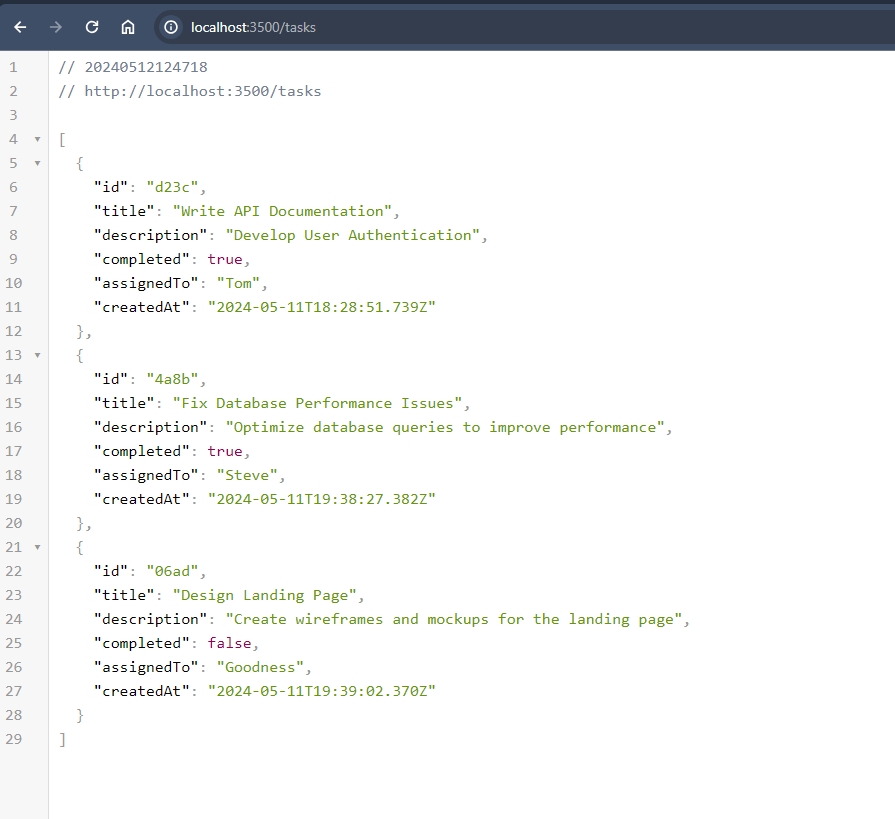 localhost:3500/tasks
1 // 20240512124718
2 // http://localhost:3500/tasks
3
4 [
5 {
6 "id": "d23c",
7 "title": "Write API Documentation",
8 "description": "Develop User Authentication",
9 "completed": true,
10 "assignedTo": "Tom",
11 "createdAt": "2024-05-11T18:28:51.739Z"
12 },
13 {
14 "id": "4a8b",
15 "title": "Fix Database Performance Issues",
16 "description": "Optimize database queries to improve performance",
17 "completed": true,
18 "assignedTo": "Steve",
19 "createdAt": "2024-05-11T19:38:27.382Z"
20 },
21 {
22 "id": "06ad",
23 "title": "Design Landing Page",
24 "description": "Create wireframes and mockups for the landing page",
25 "completed": false,
26 "assignedTo": "Goodness",
27 "createdAt": "2024-05-11T19:39:02.370Z"
28 }
29 ]